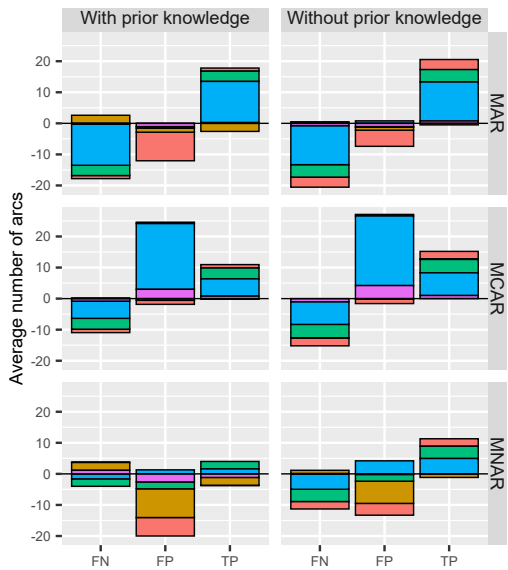 With prior knowledge Without prior knowledge
Average number of arcs
20
10
0
-10
-20
MAR
20
10
0
-10
-20
MCAR
20
10
0
-10
-20
MNAR
FN FP TP FN FP TP